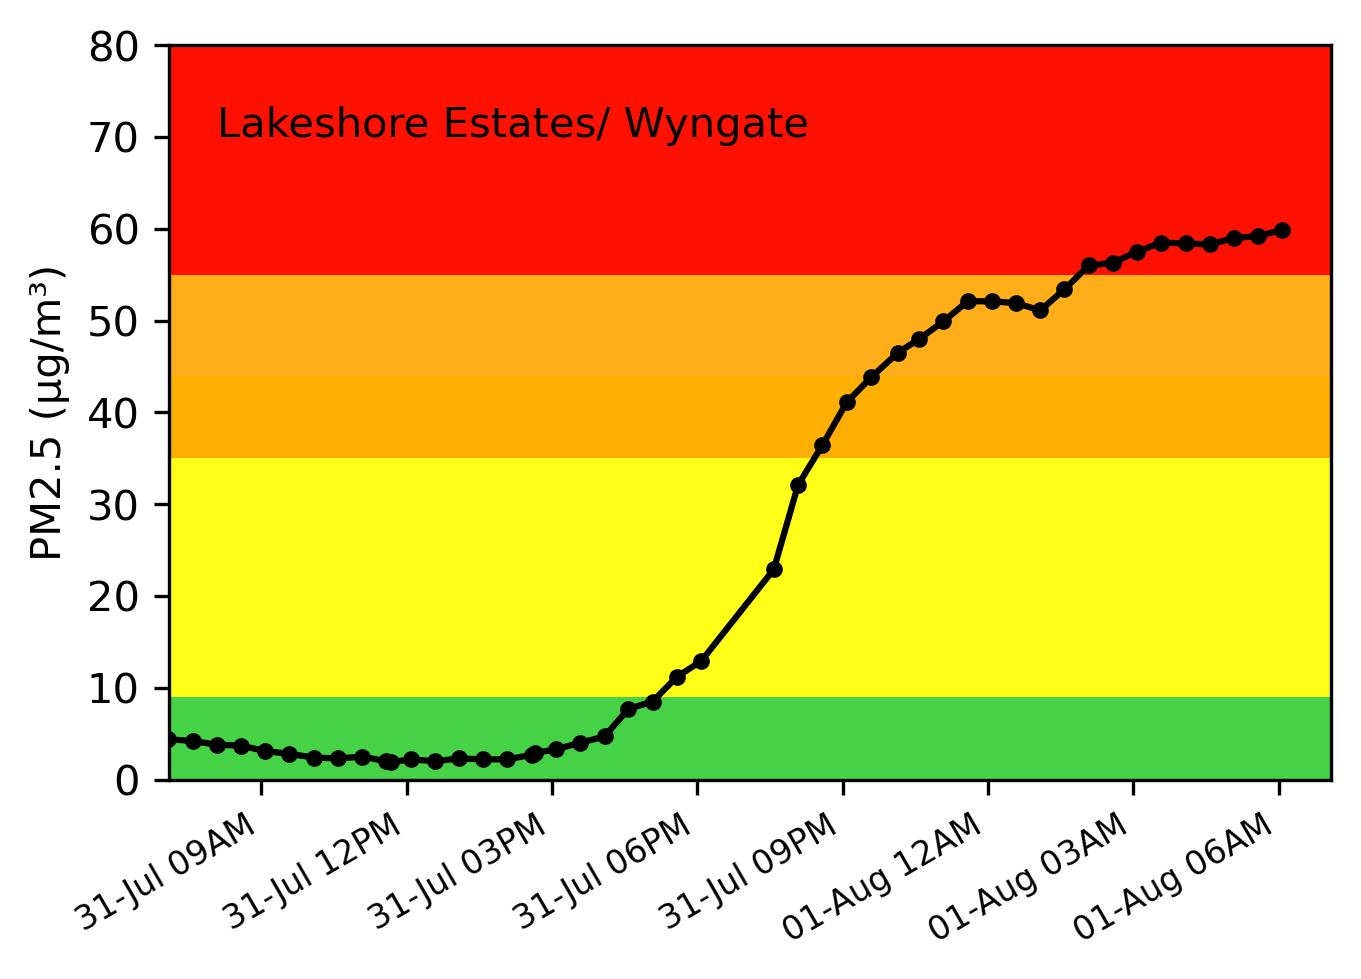 80
Lakeshore Estates/ Wyngate
70
60
50
40
30
20
10
0
PM2.5 (µg/m³)
31-Jul 09AM
31-Jul 12PM
31-Jul 03PM
31-Jul 06PM
31-Jul 09PM
01-Aug 12AM
01-Aug 03AM
01-Aug 06AM